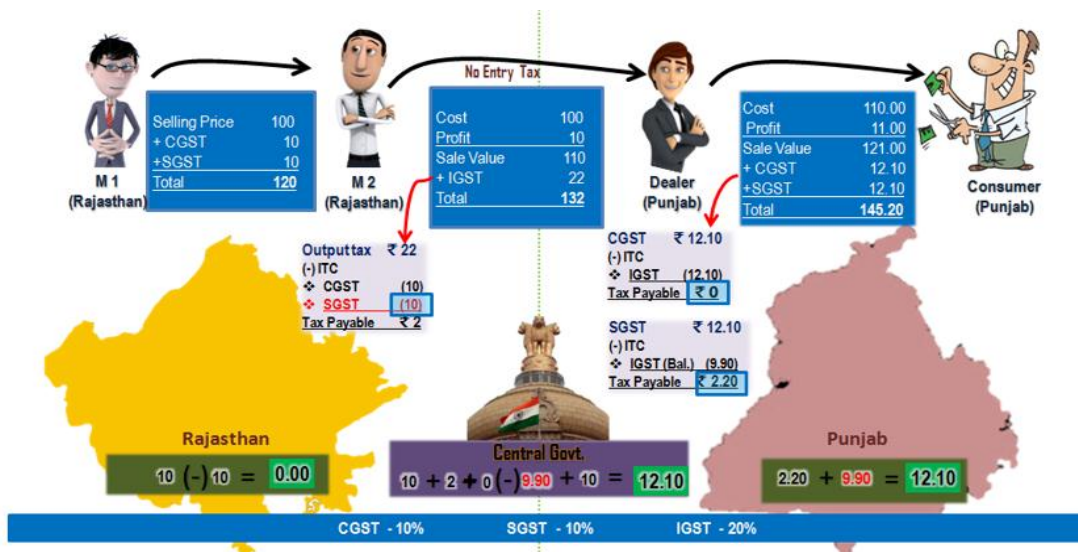 No Entry Tax
Selling Price 100
+ CGST 10
+SGST 10
Total 120
M 1
(Rajasthan)
M 2
(Rajasthan)
Cost 100
Profit 10
Sale Value 110
+ IGST 22
Total 132
Dealer
(Punjab)
Cost 110.00
Profit 11.00
Sale Value 121.00
+ CGST 12.10
+SGST 12.10
Total 145.20
Consumer
(Punjab)
Output tax ₹ 22
(-) ITC
❖ CGST (10)
❖ SGST (10)
Tax Payable ₹ 2
CGST ₹ 12.10
(-) ITC
❖ IGST (12.10)
Tax Payable ₹ 0
SGST ₹ 12.10
(-) ITC
❖ IGST (Bal.) (9.90)
Tax Payable ₹ 2.20
Rajasthan
10 (-) 10 = 0.00
Central Govt.
10 + 2 + 0 (-) 9.90 + 10 = 12.10
Punjab
2.20 + 9.90 = 12.10
CGST - 10% SGST - 10% IGST - 20%